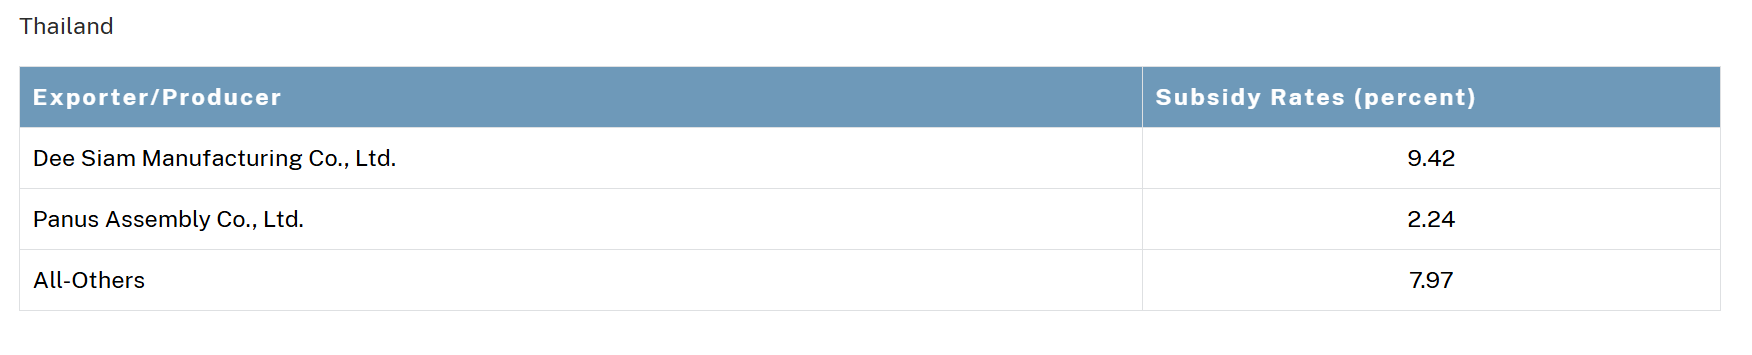 Thailand
Exporter/Producer Subsidy Rates (percent)
Dee Siam Manufacturing Co., Ltd. 9.42
Panus Assembly Co., Ltd. 2.24
All-Others 7.97